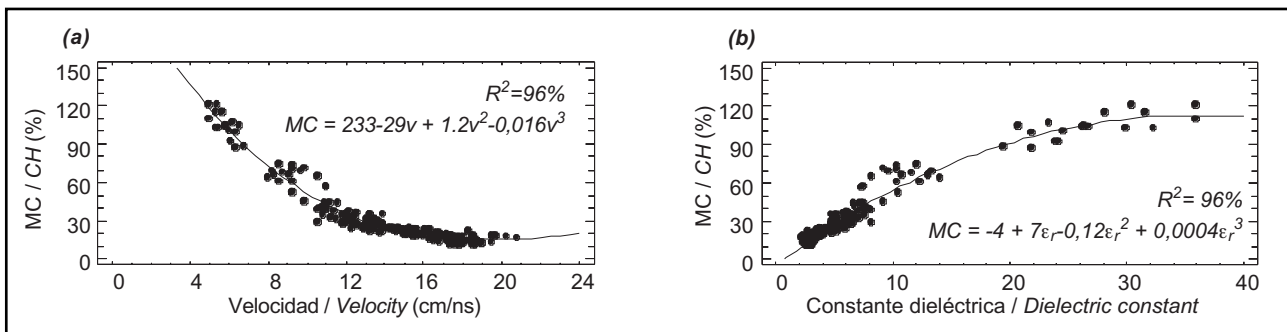 (a)
MC / CH (%)
150
120
90
60
30
0
R²=96%
MC = 233-29v + 1.2v²-0,016v³
0 4 8 12 16 20 24
Velocidad / Velocity (cm/ns)
(b)
MC / CH (%)
150
120
90
60
30
0
R²= 96%
MC = -4 + 7εᵣ-0,12εᵣ² + 0,0004εᵣ³
0 10 20 30 40
Constante dieléctrica / Dielectric constant